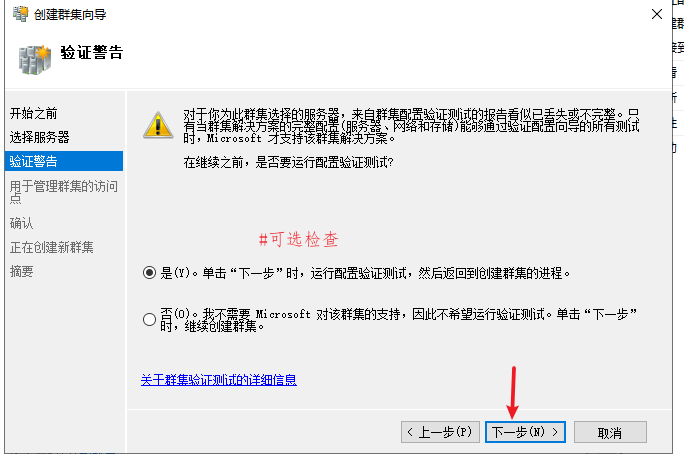 创建群集向导
验证警告
开始之前
选择服务器
验证警告
用于管理群集的访问
点
确认
正在创建新群集
摘要
对于你为此群集选择的服务器，来自群集配置验证测试的报告看似已丢失或不完整。只
有当群集解决方案的完整配置(服务器、网络和存储)能够通过验证配置向导的所有测试
时，Microsoft 才支持该群集解决方案。
在继续之前，是否要运行配置验证测试?
#可选检查
是(Y)。单击“下一步”时，运行配置验证测试，然后返回到创建群集的进程。
否(O)。我不需要 Microsoft 对该群集的支持，因此不希望运行验证测试。单击“下一步”
时，继续创建群集。
关于群集验证测试的详细信息
< 上一步(P)
下一步(N) >
取消